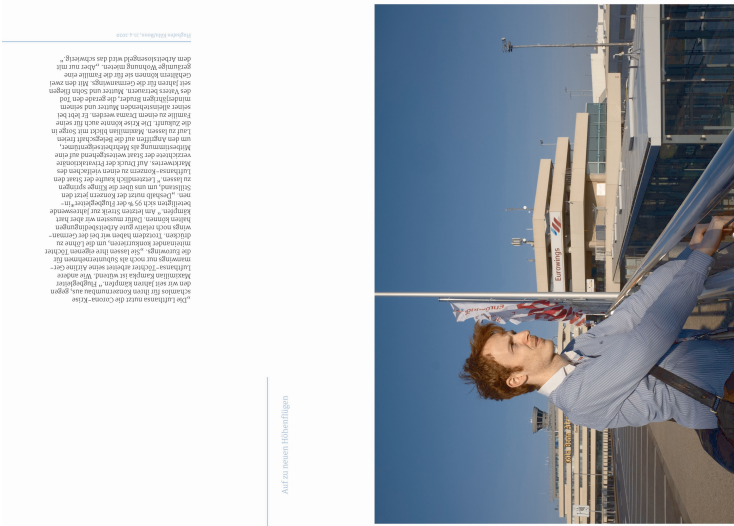 Auf zu neuen Höhenflügen
„Die Lufthansa nutzt die Corona-Krise
schamlos für ihren Konzernumbau aus, gegen
den wir seit Jahren kämpfen.“ Flugbegleiter
Maximilian Kampka ist wütend. Wie andere
Lufthansa-Töchter arbeitet seine Airline Ger-
manwings nur noch als Subunternehmen für
die Eurowings. „Sie lassen ihre eigenen Töchter
miteinander konkurrieren, um die Löhne zu
drücken. Trotzdem haben wir bei der German-
wings noch relativ gute Arbeitsbedingungen
halten können. Dafür mussten wir aber hart
kämpfen.“ Am letzten Streik zur Jahreswende
beteiligten sich 95 % der Flugbegleiter*in-
nen. „Deshalb nutzt der Konzern jetzt den
Stillstand, um uns über die Klinge springen
zu lassen.“ Letztendlich kaufte der Staat den
Lufthansa-Konzern zu einem vielfachen des
Marktwertes. Auf Druck der Privataktionäre
verzichtete der Staat weitestgehend auf eine
Mitbestimmung als Mehrheitseigentümer,
um den Angriffen auf die Belegschaft freien
Lauf zu lassen. Maximilian blickt mit Sorge in
die Zukunft. Die Krise könnte auch für seine
Familie zu einem Drama werden. Er lebt bei
seiner alleinstehenden Mutter und seinem
minderjährigen Bruder, die gerade den Tod
des Vaters betrauern. Mutter und Sohn fliegen
seit Jahren für die Germanwings. Mit den zwei
Gehältern können sie für die Familie eine
geräumige Wohnung mieten. „Aber nur mit
dem Arbeitslosengeld wird das schwierig.“
Flughafen Köln/Bonn,
Eurowings